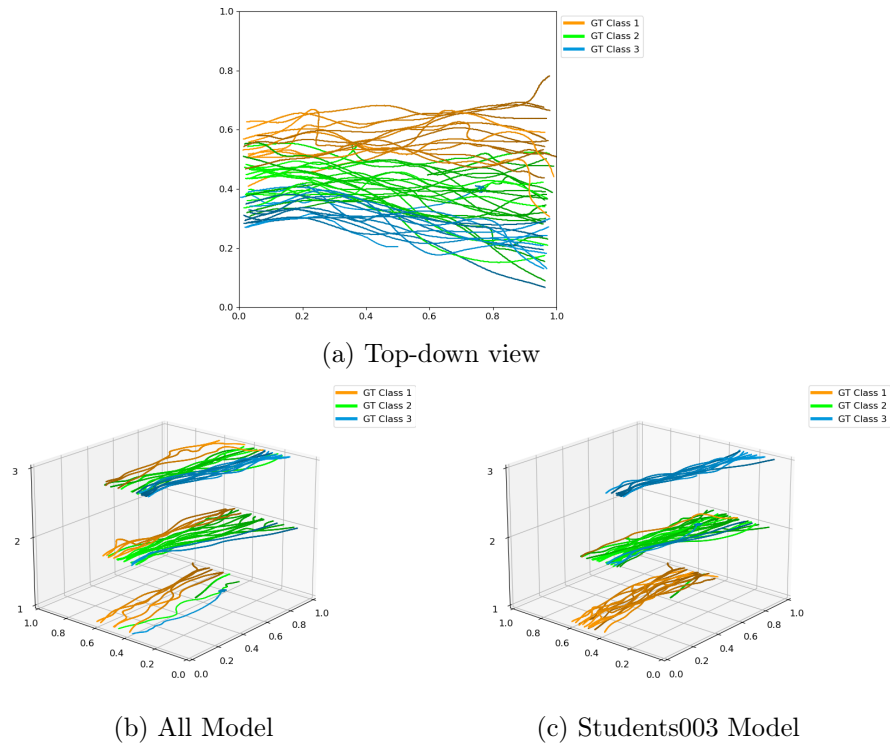 1.0
GT Class 1
GT Class 2
GT Class 3
0.8
0.6
0.4
0.2
0.0
0.0 0.2 0.4 0.6 0.8 1.0
(a) Top-down view
GT Class 1
GT Class 2
GT Class 3
3
2
1
1.0 0.8 0.6 0.4 0.2 0.0
0.0 0.2 0.4 0.6 0.8 1.0
(b) All Model
GT Class 1
GT Class 2
GT Class 3
3
2
1
1.0 0.8 0.6 0.4 0.2 0.0
0.0 0.2 0.4 0.6 0.8 1.0
(c) Students003 Model